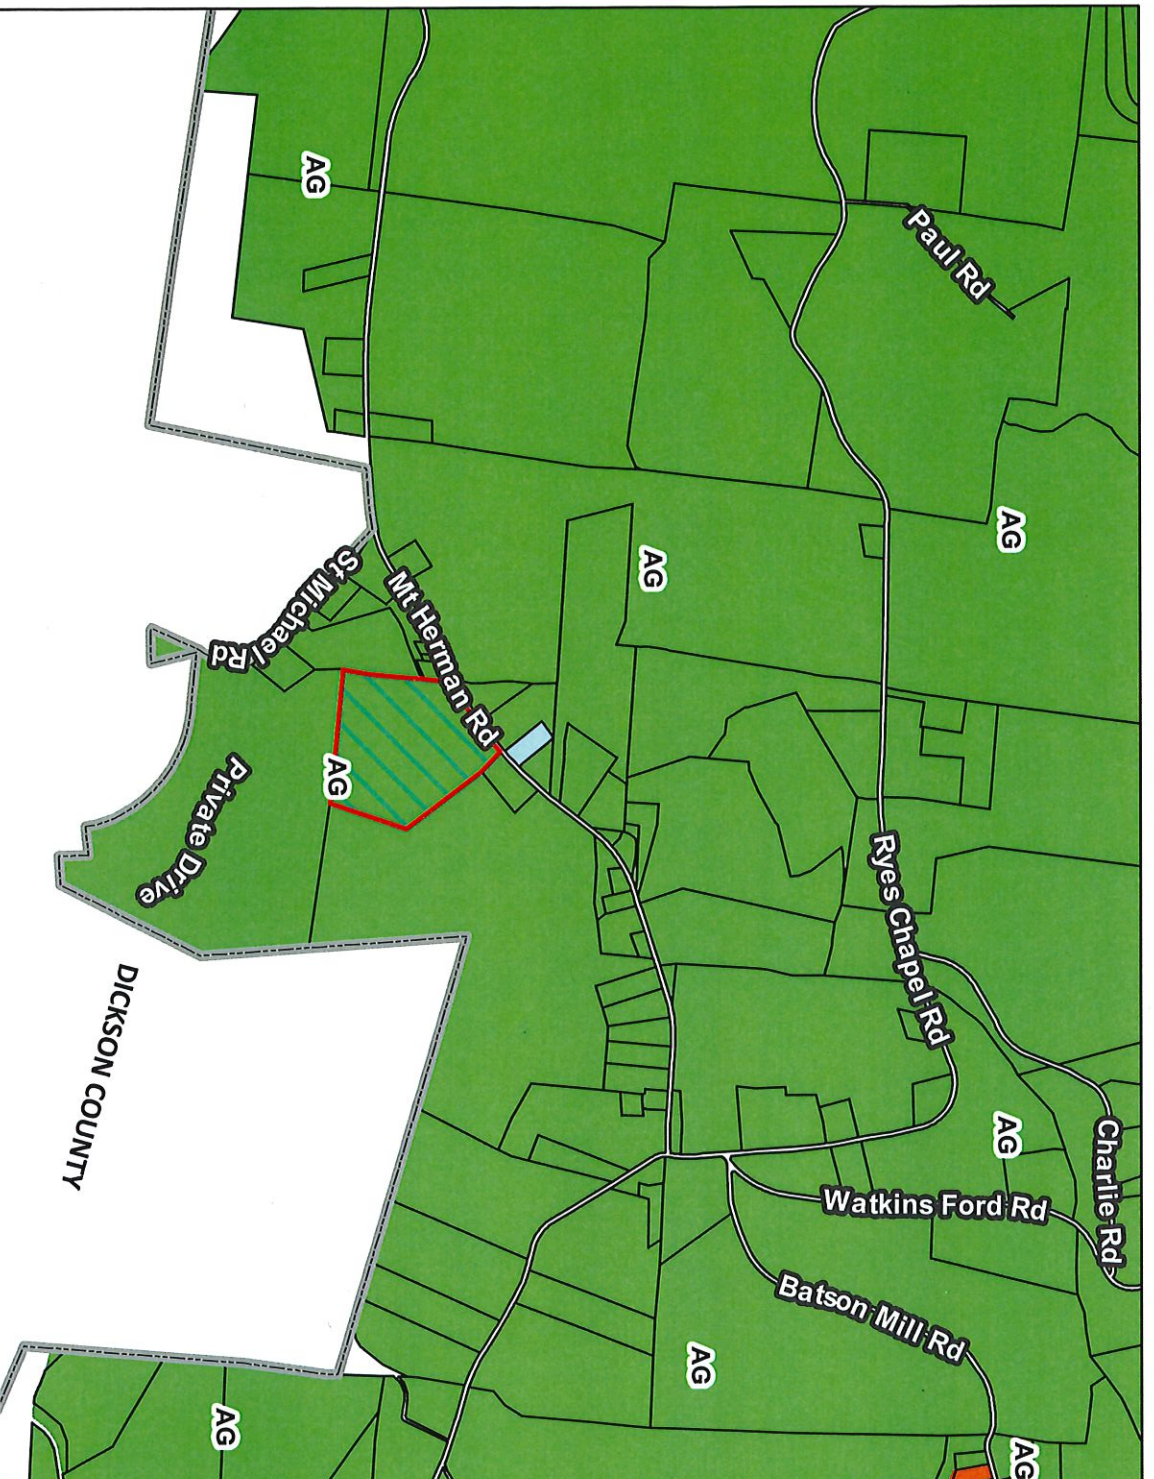 AG
Paul Rd
AG
AG
St Michael Rd
Mt Herman Rd
AG
Private Drive
Ryes Chapel Rd
DICKSON COUNTY
AG
Charlie Rd
Watkins Ford Rd
Batson Mill Rd
AG
AG
AG